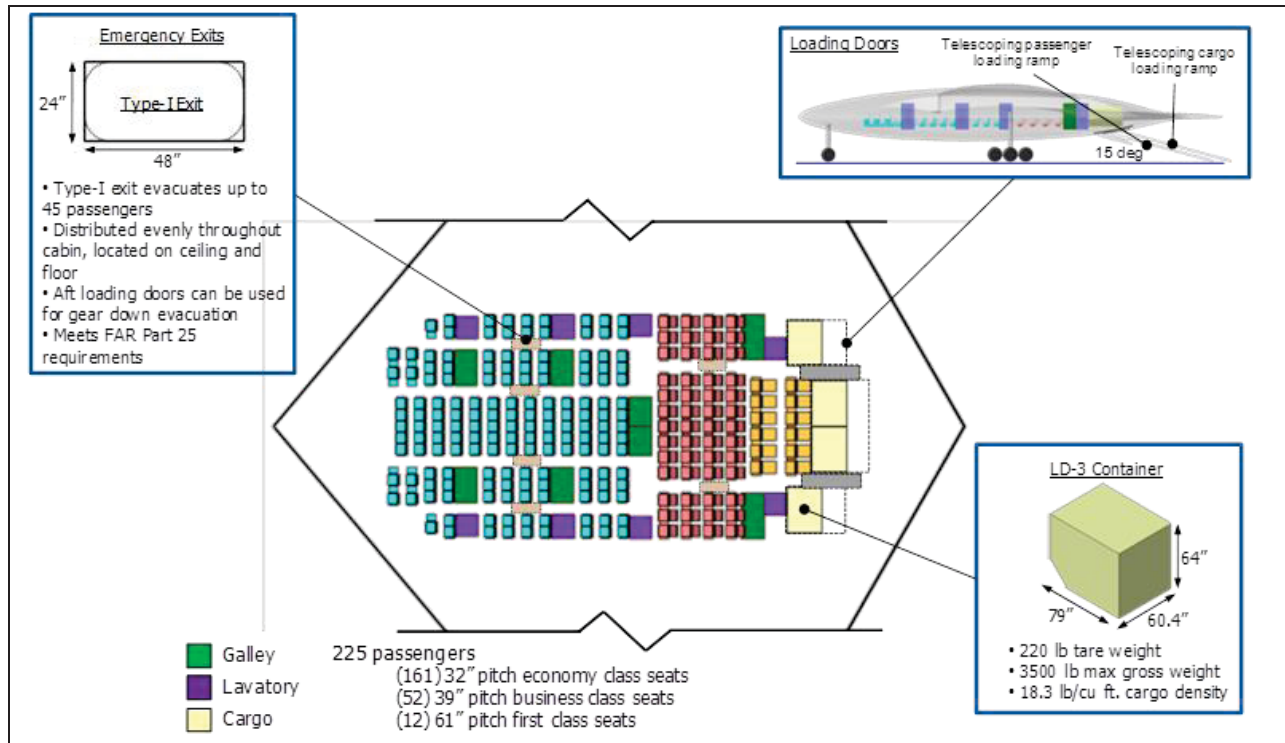 Emergency Exits
24"
Type-I Exit
48"
• Type-I exit evacuates up to
45 passengers
• Distributed evenly throughout
cabin, located on ceiling and
floor
• Aft loading doors can be used
for gear down evacuation
• Meets FAR Part 25
requirements
Loading Doors
Telescoping passenger
loading ramp
Telescoping cargo
loading ramp
15 deg
LD-3 Container
64"
79"
60.4"
• 220 lb tare weight
• 3500 lb max gross weight
• 18.3 lb/cu ft. cargo density
Galley
Lavatory
Cargo
225 passengers
(161) 32" pitch economy class seats
(52) 39" pitch business class seats
(12) 61" pitch first class seats